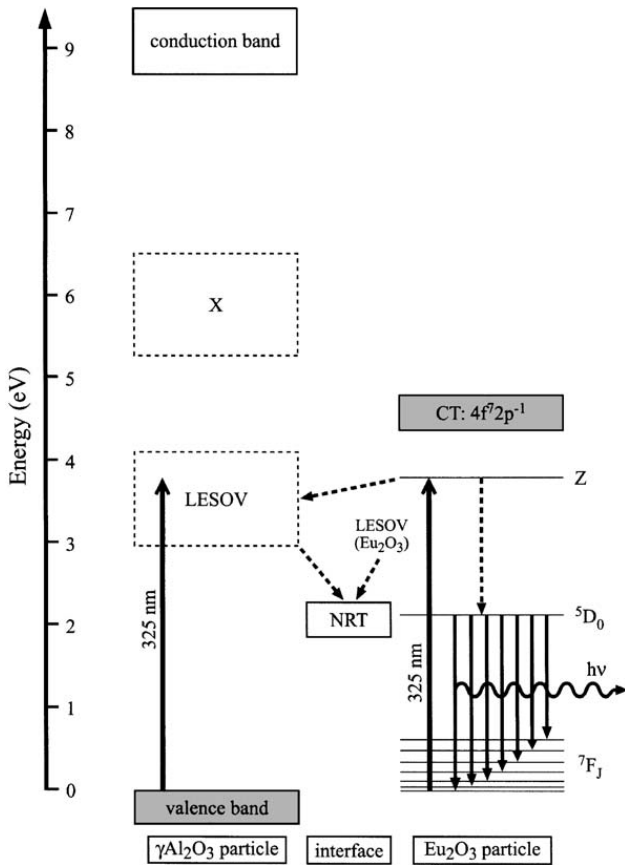 conduction band
9
8
7
6
5
4
3
2
1
0
Energy (eV)
X
CT: 4f⁷2p⁻¹
Z
LESOV
LESOV
(Eu₂O₃)
325 nm
NRT
⁵D₀
325 nm
hν
⁷F_J
valence band
γAl₂O₃ particle
interface
Eu₂O₃ particle